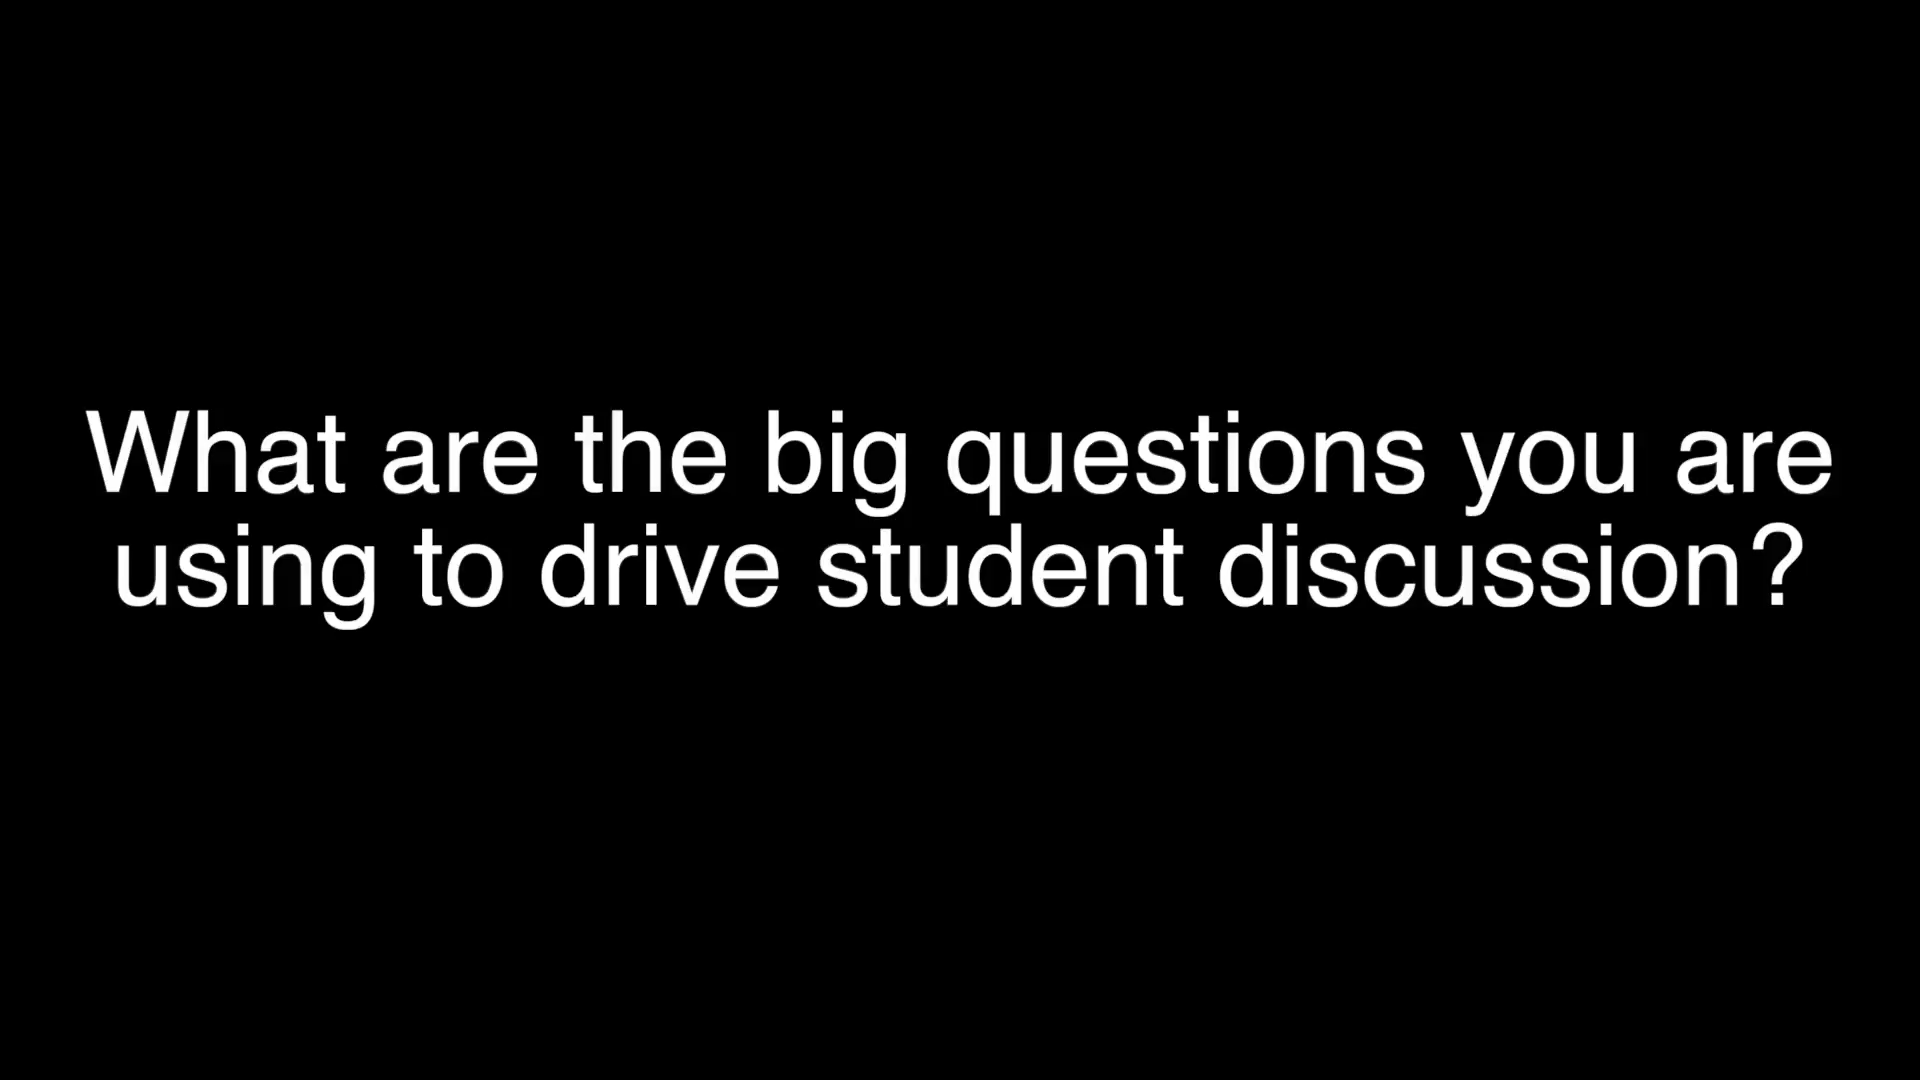 What are the big questions you are
using to drive student discussion?